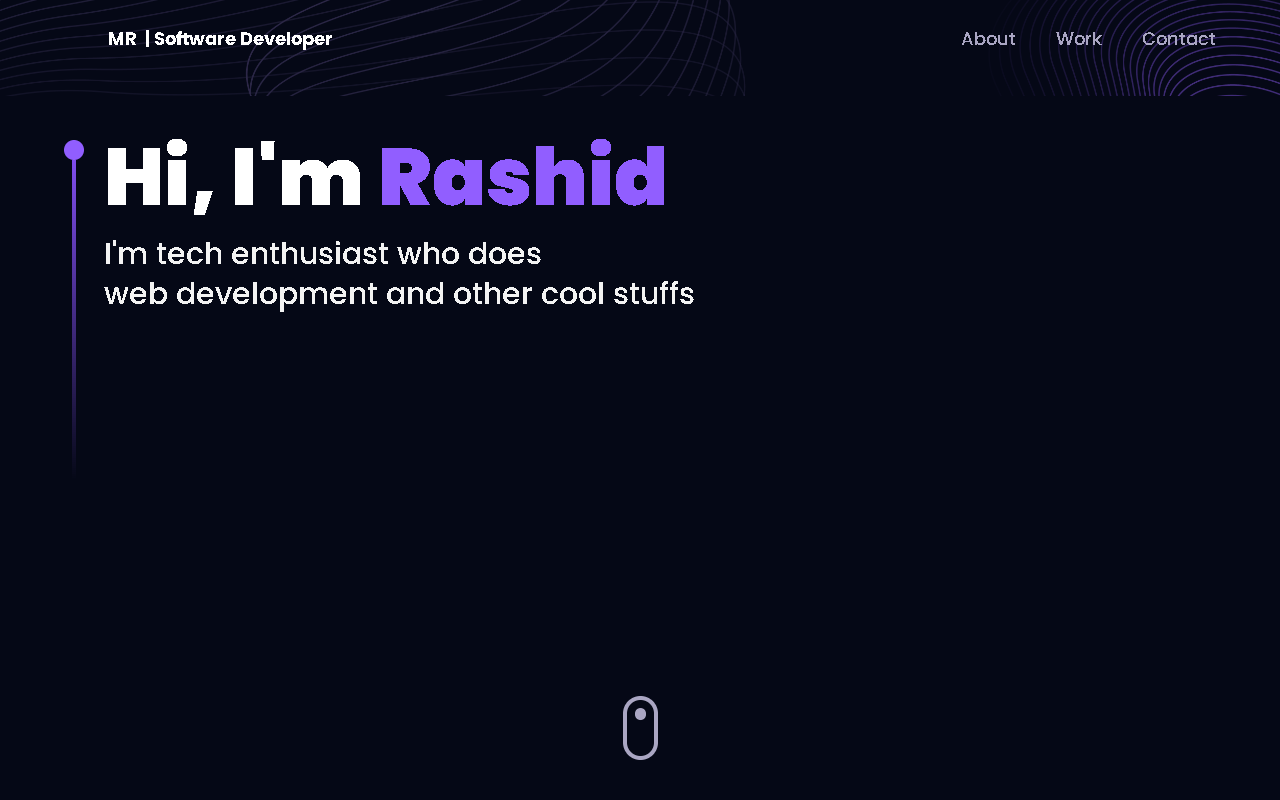 MR | Software Developer
About Work Contact
Hi, I'm Rashid
I'm tech enthusiast who does
web development and other cool stuffs